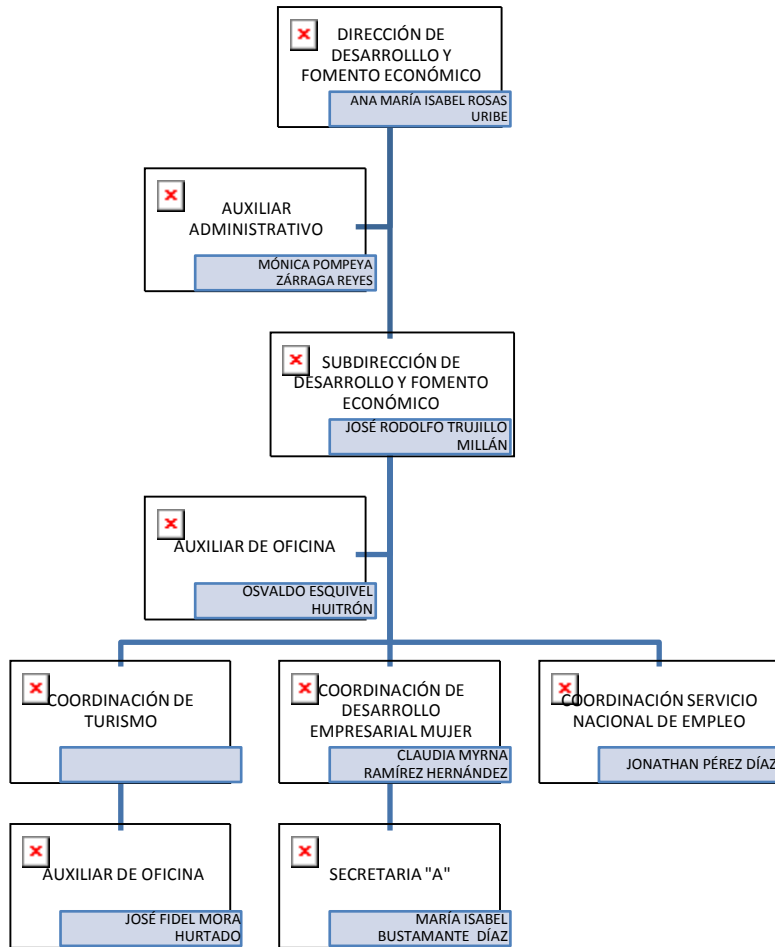 DIRECCIÓN DE
DESARROLLLO Y
FOMENTO ECONÓMICO
ANA MARÍA ISABEL ROSAS
URIBE
AUXILIAR
ADMINISTRATIVO
MÓNICA POMPEYA
ZÁRRAGA REYES
SUBDIRECCIÓN DE
DESARROLLO Y FOMENTO
ECONÓMICO
JOSÉ RODOLFO TRUJILLO
MILLÁN
AUXILIAR DE OFICINA
OSVALDO ESQUIVEL
HUITRÓN
COORDINACIÓN DE
TURISMO
COORDINACIÓN DE
DESARROLLO
EMPRESARIAL MUJER
CLAUDIA MYRNA
RAMÍREZ HERNÁNDEZ
COORDINACIÓN SERVICIO
NACIONAL DE EMPLEO
JONATHAN PÉREZ DÍAZ
AUXILIAR DE OFICINA
JOSÉ FIDEL MORA
HURTADO
SECRETARIA "A"
MARÍA ISABEL
BUSTAMANTE DÍAZ